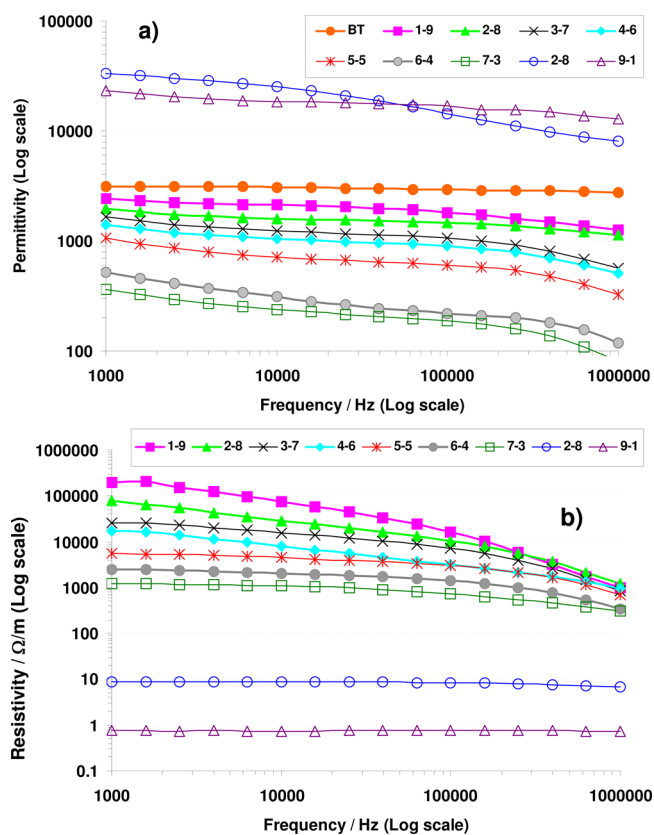 a)
BT 1-9 2-8 3-7 4-6
5-5 6-4 7-3 2-8 9-1
Permittivity (Log scale)
100000
10000
1000
100
1000 10000 100000 1000000
Frequency / Hz (Log scale)
1-9 2-8 3-7 4-6 5-5 6-4 7-3 2-8 9-1
b)
Resistivity / Ω/m (Log scale)
1000000
100000
10000
1000
100
10
1
0.1
1000 10000 100000 1000000
Frequency / Hz (Log scale)